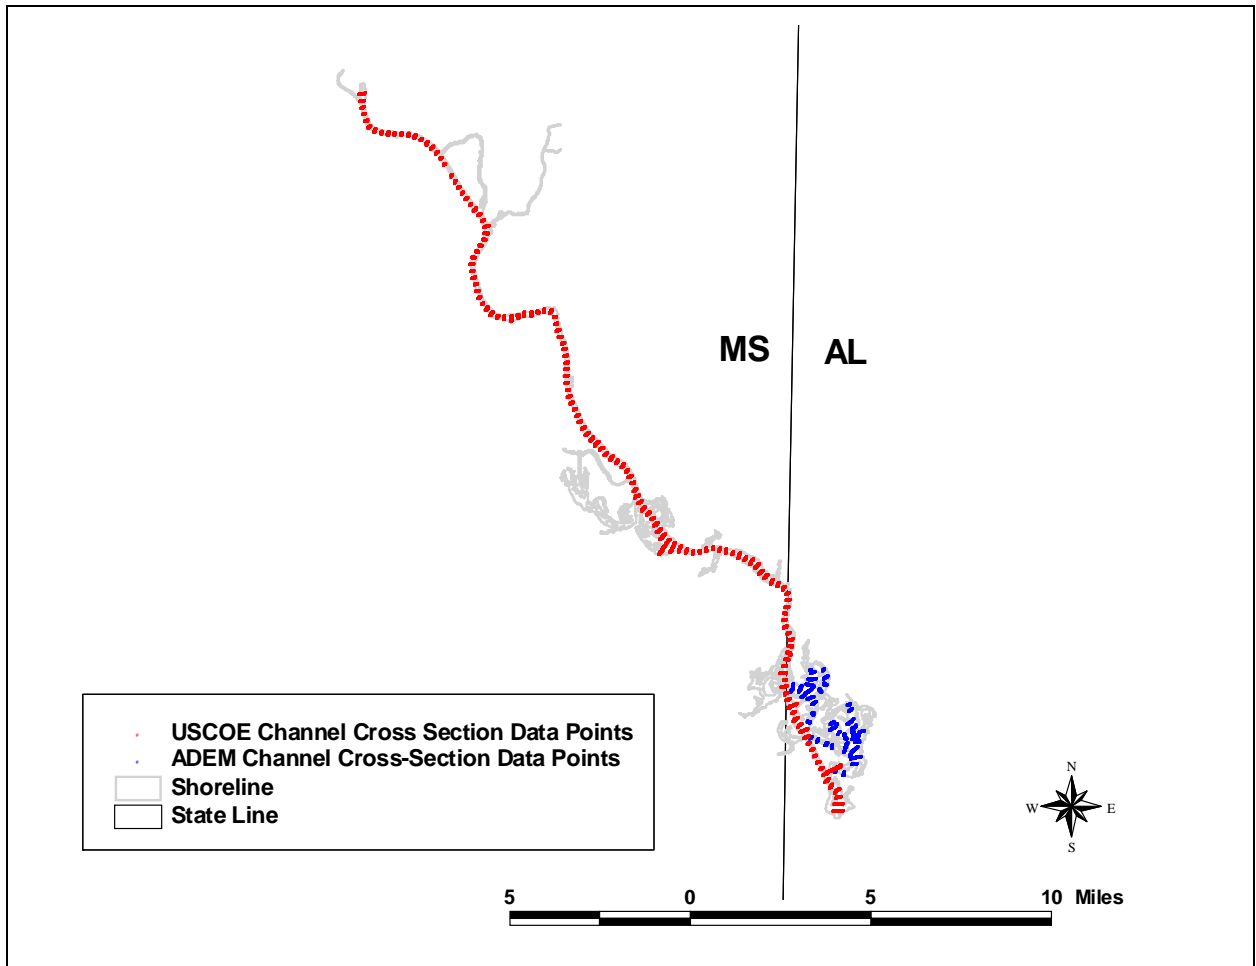 MS AL
USCOE Channel Cross Section Data Points
ADEM Channel Cross-Section Data Points
Shoreline
State Line
N
W E
S
5 0 5 10 Miles